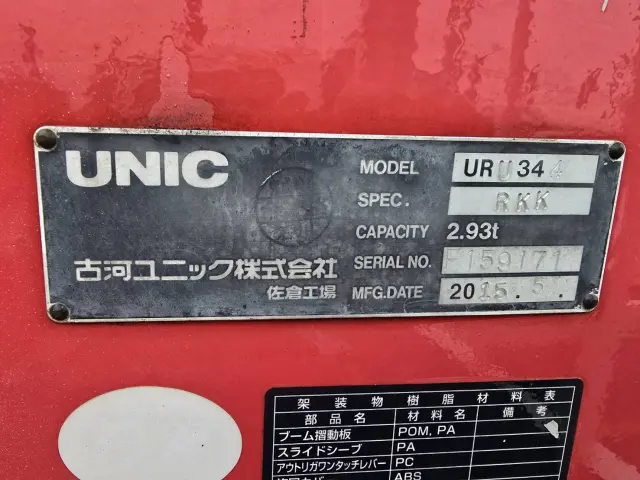 UNIC
MODEL URU344
SPEC. RKK
CAPACITY 2.93t
古河ユニック株式会社
SERIAL NO.
佐倉工場
MFG.DATE 2015.5
架装物樹脂材料表
部品名 材料名 備考
ブーム摺動板 POM, PA
スライドシーブ PA
アウトリガワンタッチレバー PC
ABS